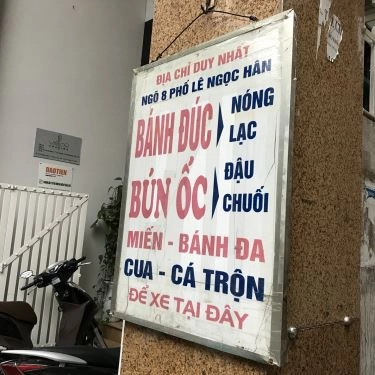 ĐỊA CHỈ DUY NHẤT
NGÕ 8 PHỐ LÊ NGỌC HÂN
BÁNH ĐÚC NÓNG
LẠC
BÚN ỐC ĐẬU
CHUỐI
MIẾN - BÁNH ĐA
CUA - CÁ TRỘN
ĐỂ XE TẠI ĐÂY